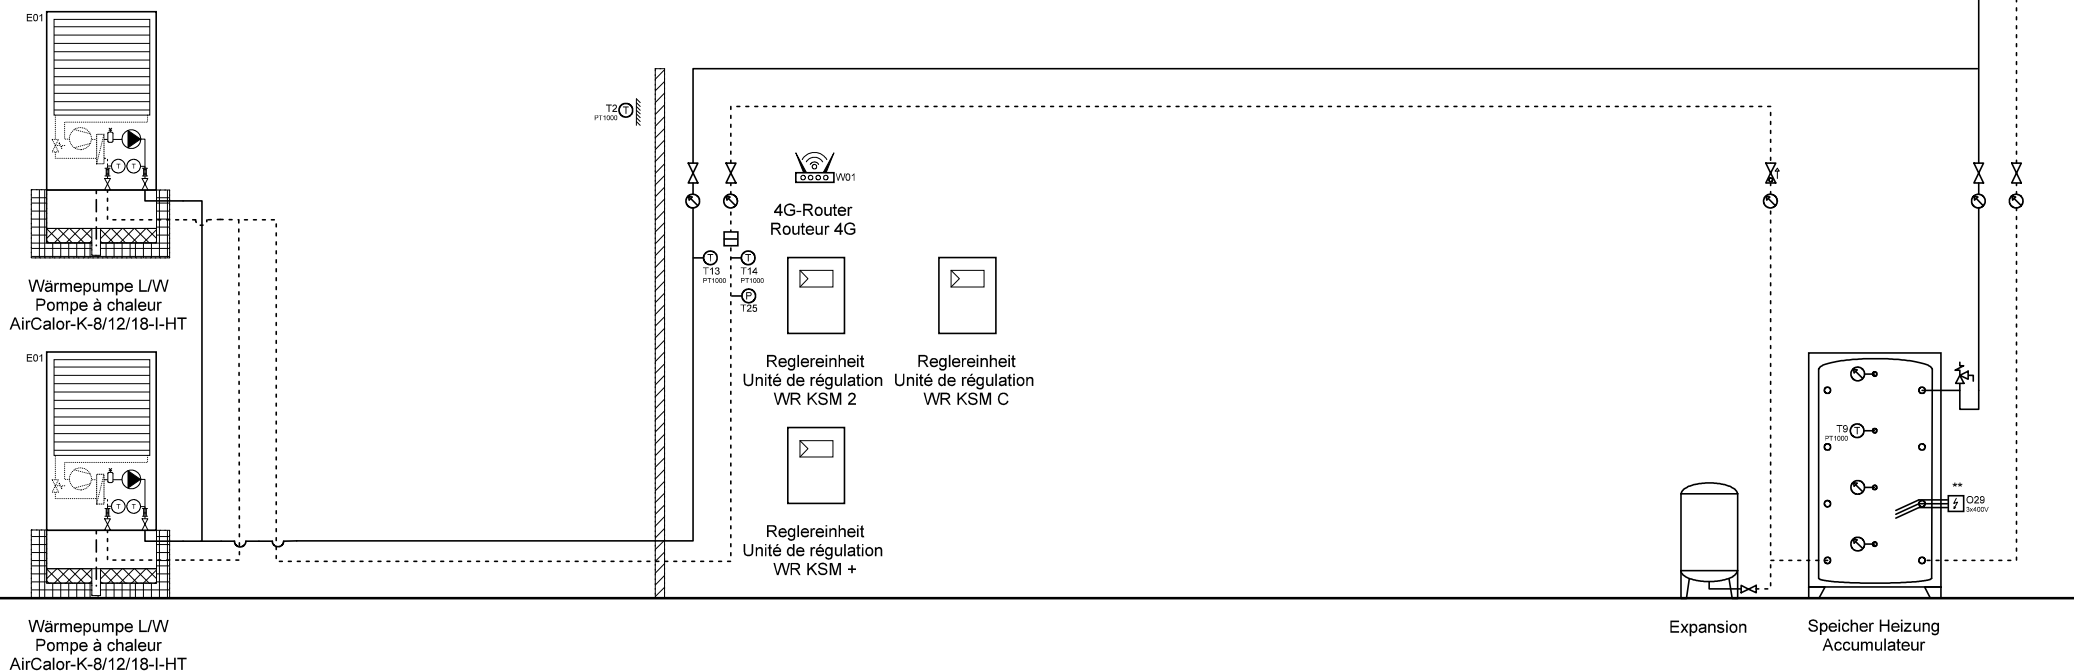 E01
T
T
Wärmepumpe L/W
Pompe à chaleur
AirCalor-K-8/12/18-I-HT
E01
T
T
Wärmepumpe L/W
Pompe à chaleur
AirCalor-K-8/12/18-I-HT
T2
T
PT1000
W01
4G-Router
Routeur 4G
T
T13
PT1000
T
T14
PT1000
P
T25
Reglereinheit
Unité de régulation
WR KSM 2
Reglereinheit
Unité de régulation
WR KSM C
Reglereinheit
Unité de régulation
WR KSM +
T9
T
PT1000
**
O29
3x400V
Expansion
Speicher Heizung
Accumulateur